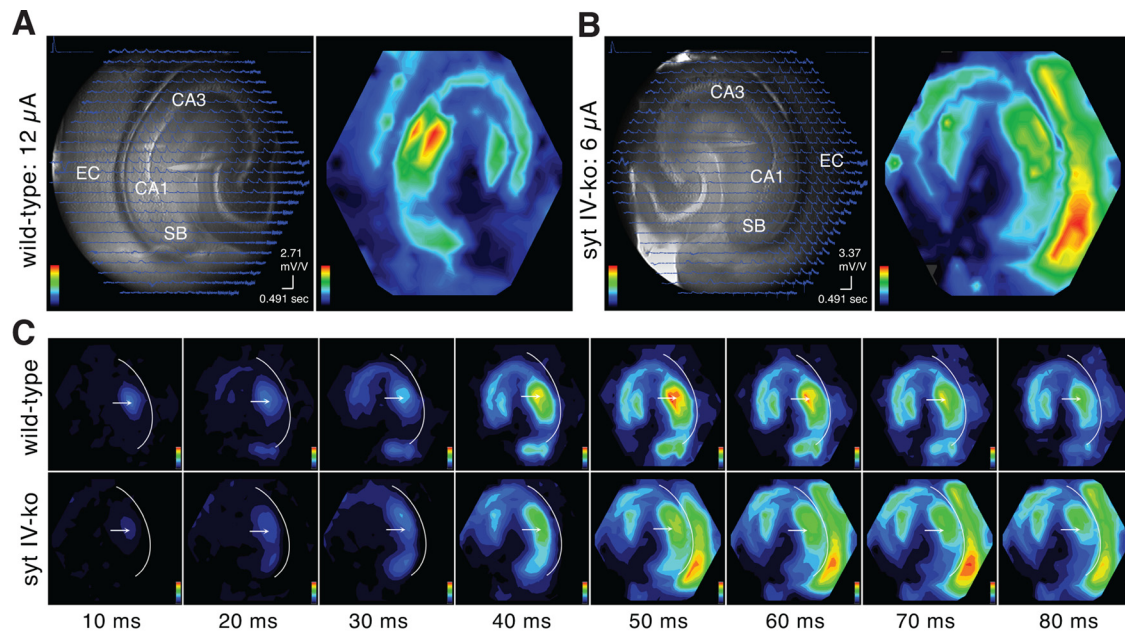 A
B
wild-type: 12 µA
CA3
EC
CA1
SB
2.71
mV/V
0.491 sec
syt IV-ko: 6 µA
CA3
EC
CA1
SB
3.37
mV/V
0.491 sec
C
wild-type
syt IV-ko
10 ms 20 ms 30 ms 40 ms 50 ms 60 ms 70 ms 80 ms